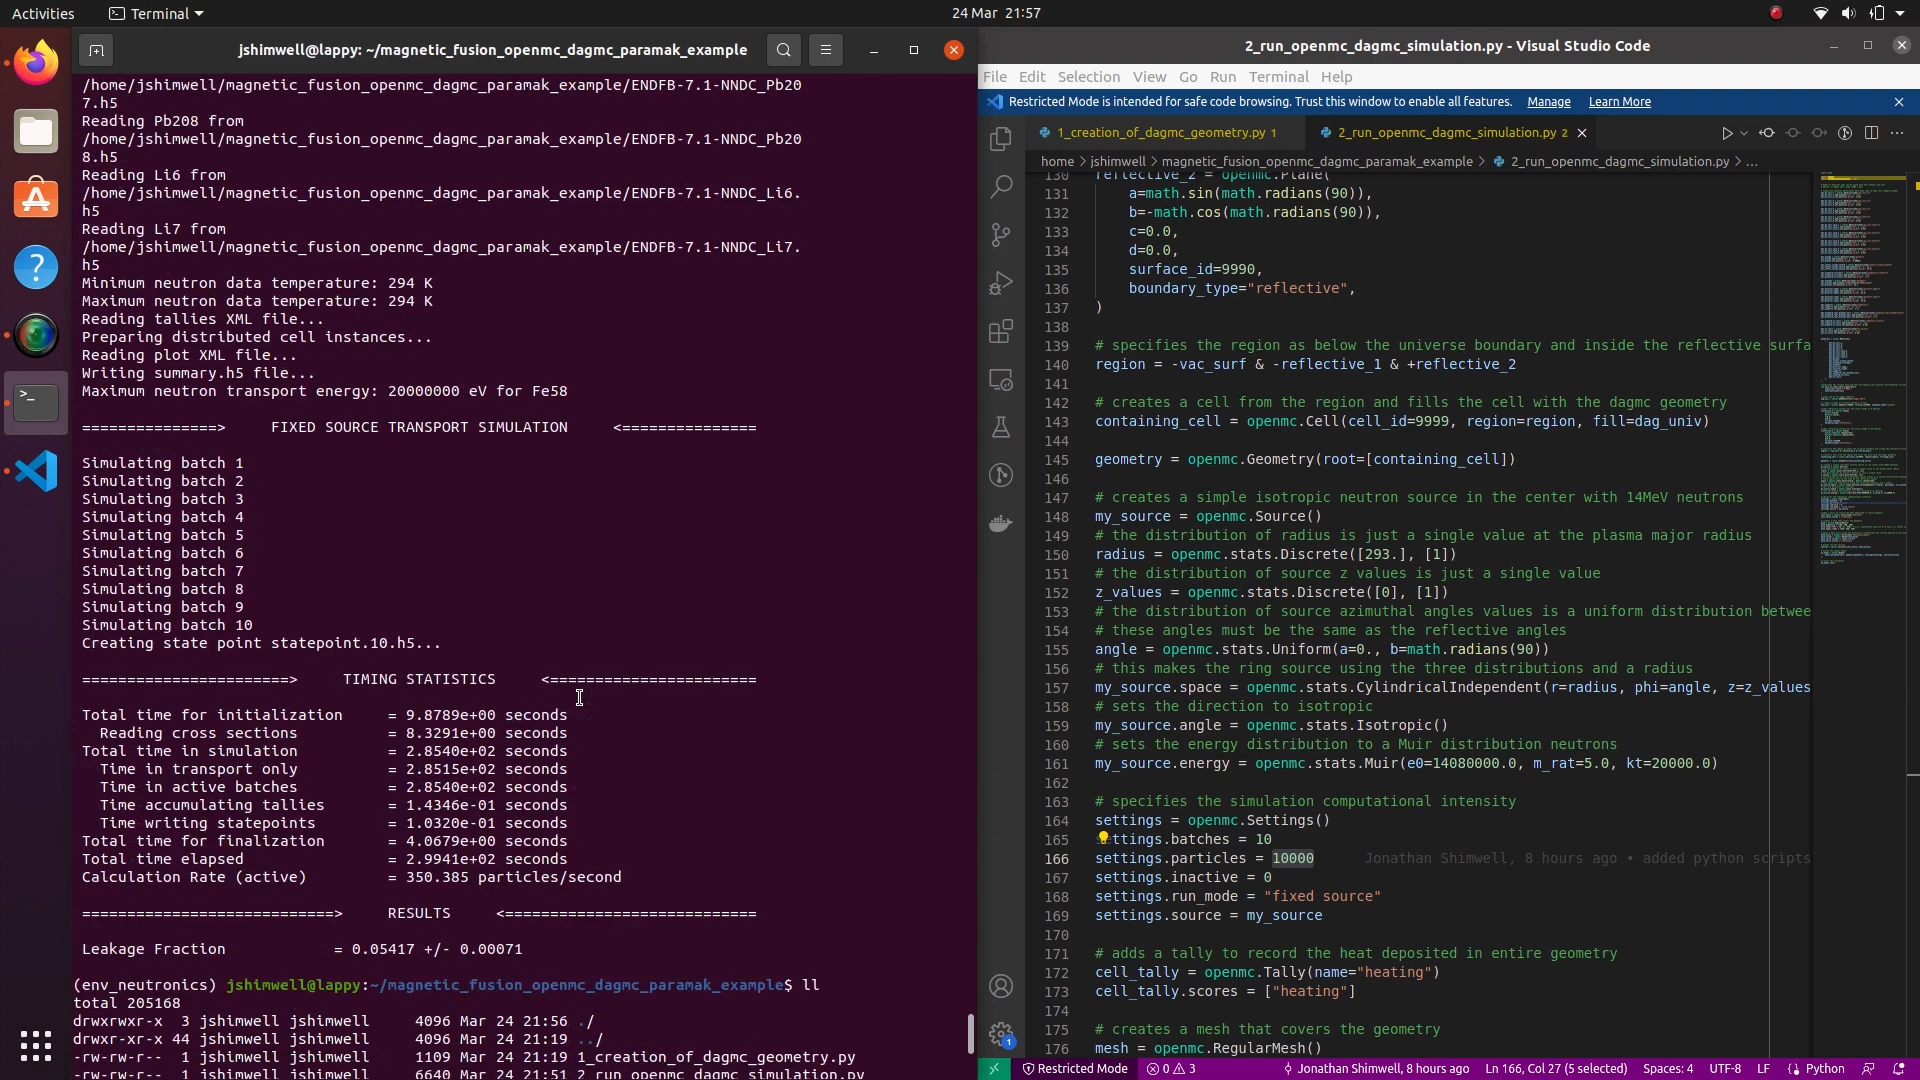 Activities
Terminal
24 Mar 21:57
jshimwell@lappy: ~/magnetic_fusion_openmc_dagmc_paramak_example
/home/jshimwell/magnetic_fusion_openmc_dagmc_paramak_example/ENDFB-7.1-NNDC_Pb20
7.h5
Reading Pb208 from
/home/jshimwell/magnetic_fusion_openmc_dagmc_paramak_example/ENDFB-7.1-NNDC_Pb20
8.h5
Reading Li6 from
/home/jshimwell/magnetic_fusion_openmc_dagmc_paramak_example/ENDFB-7.1-NNDC_Li6.
h5
Reading Li7 from
/home/jshimwell/magnetic_fusion_openmc_dagmc_paramak_example/ENDFB-7.1-NNDC_Li7.
h5
Minimum neutron data temperature: 294 K
Maximum neutron data temperature: 294 K
Reading tallies XML file...
Preparing distributed cell instances...
Reading plot XML file...
Writing summary.h5 file...
Maximum neutron transport energy: 20000000 eV for Fe58
===============>     FIXED SOURCE TRANSPORT SIMULATION     <===============
Simulating batch 1
Simulating batch 2
Simulating batch 3
Simulating batch 4
Simulating batch 5
Simulating batch 6
Simulating batch 7
Simulating batch 8
Simulating batch 9
Simulating batch 10
Creating state point statepoint.10.h5...
=======================>     TIMING STATISTICS     <=======================
Total time for initialization     = 9.8789e+00 seconds
  Reading cross sections          = 8.3291e+00 seconds
Total time in simulation          = 2.8540e+02 seconds
  Time in transport only          = 2.8515e+02 seconds
  Time in active batches          = 2.8540e+02 seconds
  Time accumulating tallies       = 1.4346e-01 seconds
  Time writing statepoints        = 1.0320e-01 seconds
Total time for finalization       = 4.0679e+00 seconds
Total time elapsed                = 2.9941e+02 seconds
Calculation Rate (active)         = 350.385 particles/second
============================>     RESULTS     <============================
Leakage Fraction            = 0.05417 +/- 0.00071
(env_neutronics) jshimwell@lappy:~/magnetic_fusion_openmc_dagmc_paramak_example$ ll
total 205168
drwxrwxr-x  3 jshimwell jshimwell     4096 Mar 24 21:56 ./
drwxr-xr-x 44 jshimwell jshimwell     4096 Mar 24 21:19 ../
-rw-rw-r--  1 jshimwell jshimwell     1109 Mar 24 21:19 1_creation_of_dagmc_geometry.py
-rw-rw-r--  1 jshimwell jshimwell     6640 Mar 24 21:51 2_run_openmc_dagmc_simulation.py
2_run_openmc_dagmc_simulation.py - Visual Studio Code
File Edit Selection View Go Run Terminal Help
Restricted Mode is intended for safe code browsing. Trust this window to enable all features. Manage Learn More
1_creation_of_dagmc_geometry.py 1
2_run_openmc_dagmc_simulation.py 2
home > jshimwell > magnetic_fusion_openmc_dagmc_paramak_example > 2_run_openmc_dagmc_simulation.py > ...
130 reflective_2 = openmc.Plane(
131     a=math.sin(math.radians(90)),
132     b=-math.cos(math.radians(90)),
133     c=0.0,
134     d=0.0,
135     surface_id=9990,
136     boundary_type="reflective",
137 )
138
139 # specifies the region as below the universe boundary and inside the reflective surfa
140 region = -vac_surf & -reflective_1 & +reflective_2
141
142 # creates a cell from the region and fills the cell with the dagmc geometry
143 containing_cell = openmc.Cell(cell_id=9999, region=region, fill=dag_univ)
144
145 geometry = openmc.Geometry(root=[containing_cell])
146
147 # creates a simple isotropic neutron source in the center with 14MeV neutrons
148 my_source = openmc.Source()
149 # the distribution of radius is just a single value at the plasma major radius
150 radius = openmc.stats.Discrete([293.], [1])
151 # the distribution of source z values is just a single value
152 z_values = openmc.stats.Discrete([0], [1])
153 # the distribution of source azimuthal angles values is a uniform distribution betwee
154 # these angles must be the same as the reflective angles
155 angle = openmc.stats.Uniform(a=0., b=math.radians(90))
156 # this makes the ring source using the three distributions and a radius
157 my_source.space = openmc.stats.CylindricalIndependent(r=radius, phi=angle, z=z_values
158 # sets the direction to isotropic
159 my_source.angle = openmc.stats.Isotropic()
160 # sets the energy distribution to a Muir distribution neutrons
161 my_source.energy = openmc.stats.Muir(e0=14080000.0, m_rat=5.0, kt=20000.0)
162
163 # specifies the simulation computational intensity
164 settings = openmc.Settings()
165 settings.batches = 10
166 settings.particles = 10000     Jonathan Shimwell, 8 hours ago • added python scripts
167 settings.inactive = 0
168 settings.run_mode = "fixed source"
169 settings.source = my_source
170
171 # adds a tally to record the heat deposited in entire geometry
172 cell_tally = openmc.Tally(name="heating")
173 cell_tally.scores = ["heating"]
174
175 # creates a mesh that covers the geometry
176 mesh = openmc.RegularMesh()
1
Restricted Mode 0 3 Jonathan Shimwell, 8 hours ago Ln 166, Col 27 (5 selected) Spaces: 4 UTF-8 LF Python